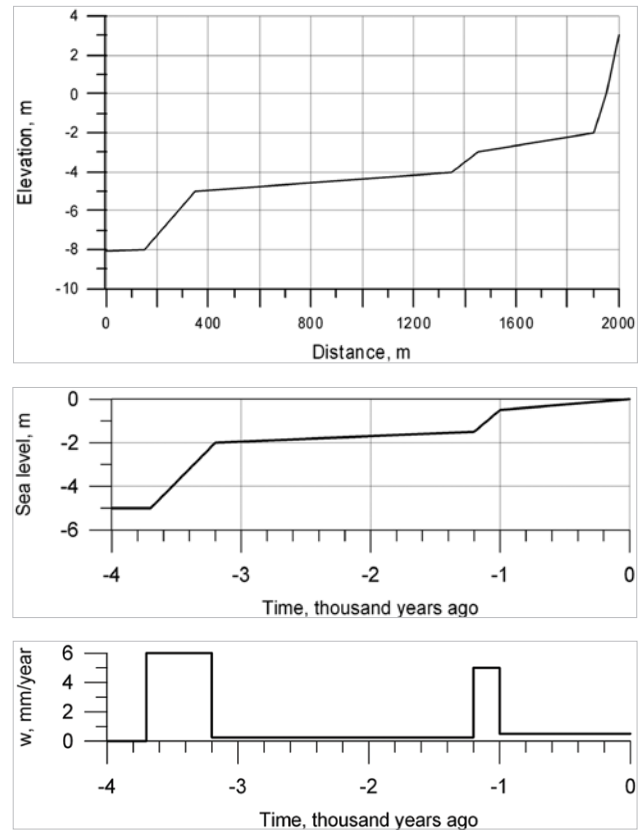 4
2
0
-2
-4
-6
-8
-10
Elevation, m
0 400 800 1200 1600 2000
Distance, m
0
-2
-4
-6
Sea level, m
-4 -3 -2 -1 0
Time, thousand years ago
6
4
2
0
w, mm/year
-4 -3 -2 -1 0
Time, thousand years ago